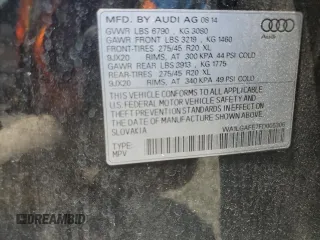 MFD. BY AUDI AG 09 14
GVWR LBS 6790 KG 3080
GAWR FRONT LBS 3219 KG 1460
FRONT-TIRES 275/45 R20 XL
9JX20 RIMS, AT 300 KPA 44 PSI COLD
GAWR REAR LBS 3913 KG 1775
REAR-TIRES 275/45 R20 XL
9JX20 RIMS, AT 340 KPA 49 PSI COLD
THIS VEHICLE CONFORMS TO ALL APPLICABLE
U.S. FEDERAL MOTOR VEHICLE SAFETY AND
THEFT PREVENTION STANDARDS IN EFFECT
ON THE DATE OF MANUFACTURE SHOWN ABOVE.
SLOVAKIA
TYPE:
MPV
Audi
DREAMBID